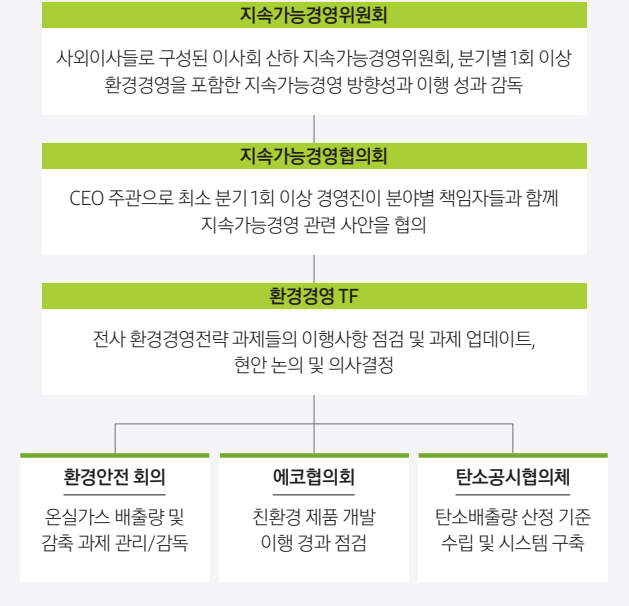 지속가능경영위원회
사외이사들로 구성된 이사회 산하 지속가능경영위원회, 분기별 1회 이상
환경경영을 포함한 지속가능경영 방향성과 이행 성과 감독
지속가능경영협의회
CEO 주관으로 최소 분기 1회 이상 경영진이 분야별 책임자들과 함께
지속가능경영 관련 사안을 협의
환경경영 TF
전사 환경경영전략 과제들의 이행사항 점검 및 과제 업데이트,
현안 논의 및 의사결정
환경안전 회의
온실가스 배출량 및
감축 과제 관리/감독
에코협의회
친환경 제품 개발
이행 경과 점검
탄소공시협의체
탄소배출량 산정 기준
수립 및 시스템 구축